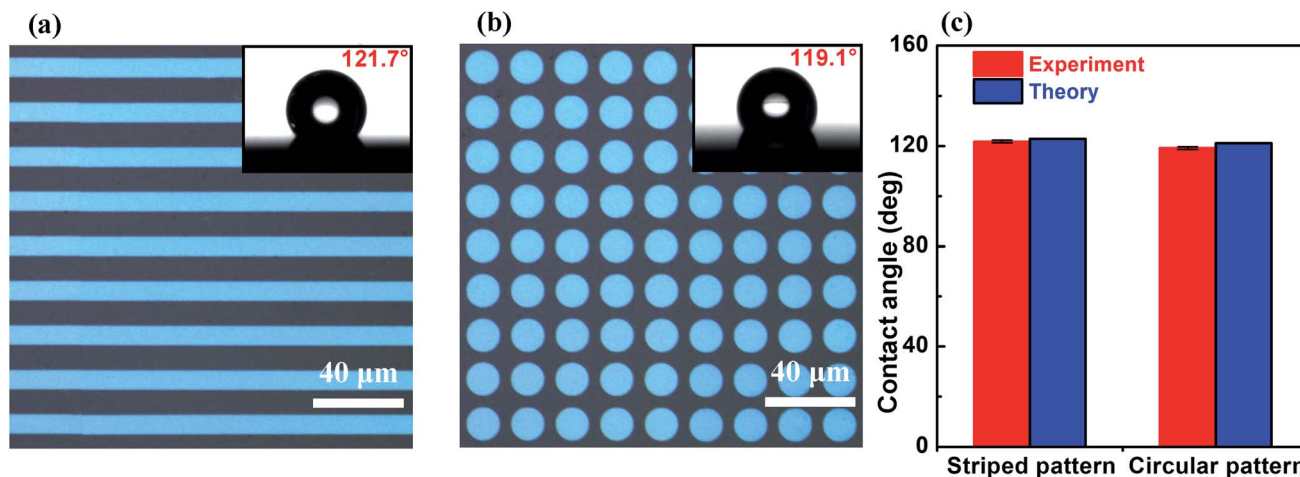 (a)
121.7°
40 μm
(b)
119.1°
40 μm
(c)
Contact angle (deg)
160
120
80
40
0
Experiment
Theory
Striped pattern
Circular pattern